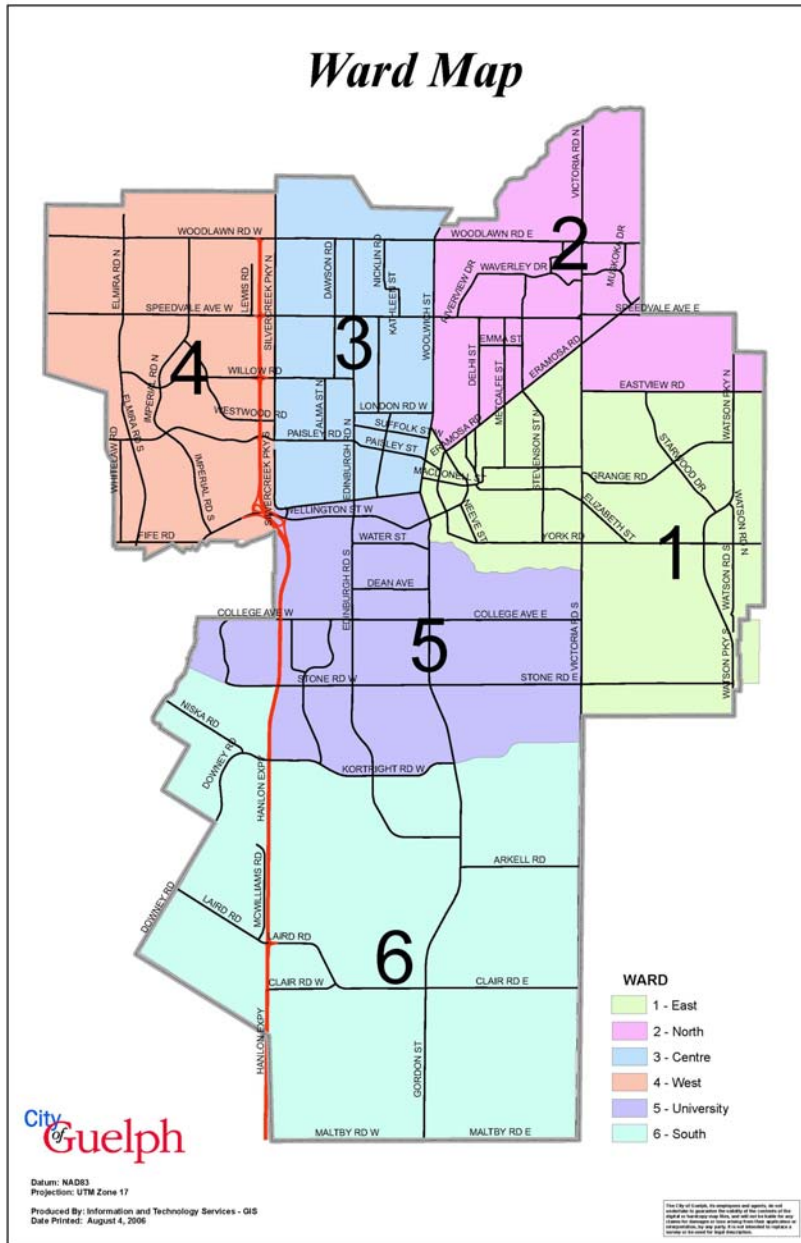 Ward Map
VICTORIA RD N
WOODLAWN RD W
WOODLAWN RD E
2
MUSKOKA DR
ELMIRA RD N
LEWIS RD
SILVERCREEK PKY N
DAWSON RD
NICKLIN RD
KATHLEEN ST
WOOLWICH ST
RIVERVIEW DR
WAVERLEY DR
SPEEDVALE AVE W
SPEEDVALE AVE E
3
4
EMMA ST
DELHI ST
METCALFE ST
ERAMOSA RD
IMPERIAL RD N
WILLOW RD
EASTVIEW RD
WATSON PKY N
WESTWOOD RD
ALMA ST N
LONDON RD W
SUFFOLK ST W
ELMIRA RD S
EDINBURGH RD N
PAISLEY RD
PAISLEY ST
ERAMOSA RD
STEVENSON ST N
STARWOOD DR
WHITELAW RD
SILVERCREEK PKY S
MACDONELL ST
GRANGE RD
IMPERIAL RD S
WELLINGTON ST W
NEEVE ST
ELIZABETH ST
WATSON RD N
FIFE RD
WATER ST
YORK RD
1
EDINBURGH RD S
DEAN AVE
WATSON RD S
COLLEGE AVE W
COLLEGE AVE E
VICTORIA RD S
5
WATSON PKY S
STONE RD W
STONE RD E
NISKA RD
DOWNEY RD
HANLON EXPY
KORTRIGHT RD W
ARKELL RD
MCWILLIAMS RD
DOWNEY RD
LAIRD RD
LAIRD RD
6
CLAIR RD W
CLAIR RD E
HANLON EXPY
GORDON ST
MALTBY RD W
MALTBY RD E
WARD
1 - East
2 - North
3 - Centre
4 - West
5 - University
6 - South
City
of Guelph
Datum: NAD83
Projection: UTM Zone 17
Produced By: Information and Technology Services - GIS
Date Printed: August 4, 2006